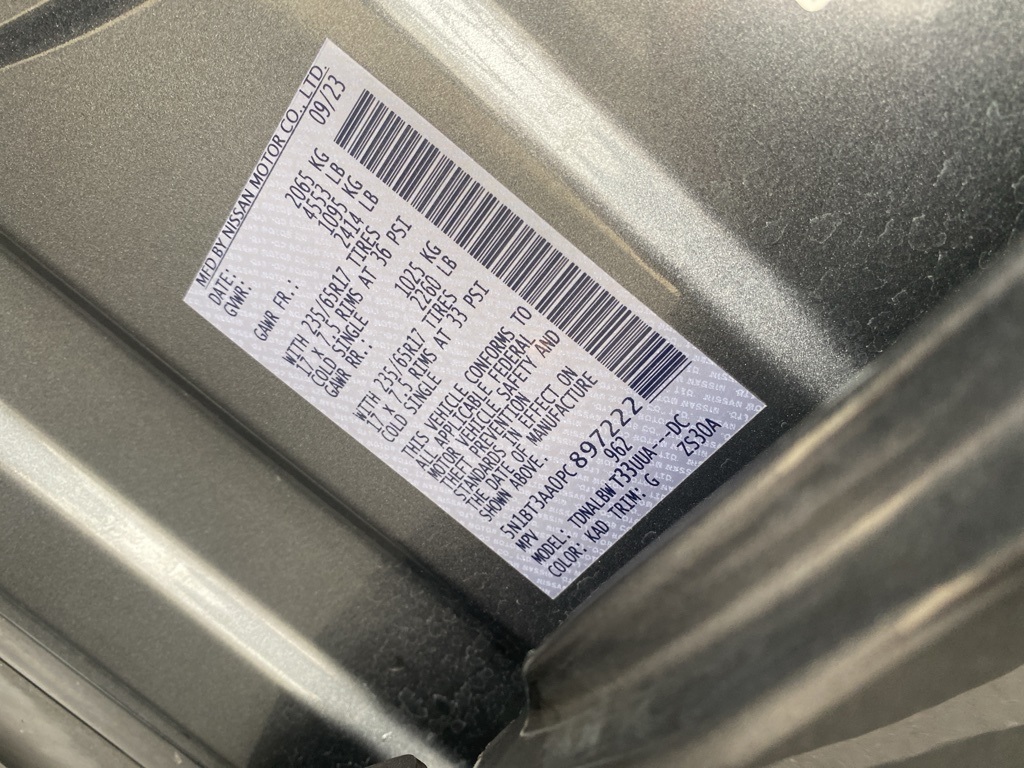 MFD BY NISSAN MOTOR CO., LTD.
DATE: 09/23
GWR: 2065 KG
4553 LB
GAWR FR.: 1095 KG
2414 LB
WITH 235/65R17 TIRES
17 X 7.5 RIMS AT 36 PSI
COLD SINGLE
GAWR RR.: 1025 KG
2260 LB
WITH 235/65R17 TIRES
17 X 7.5 RIMS AT 33 PSI
COLD SINGLE
THIS VEHICLE CONFORMS TO
ALL APPLICABLE FEDERAL
MOTOR VEHICLE SAFETY AND
THEFT PREVENTION
STANDARDS IN EFFECT ON
THE DATE OF MANUFACTURE
SHOWN ABOVE.
5N1BT3AA0PC897222
MPV 962
MODEL: TDNALBWT33UUA---DC
COLOR: KAD TRIM: G ZS30A